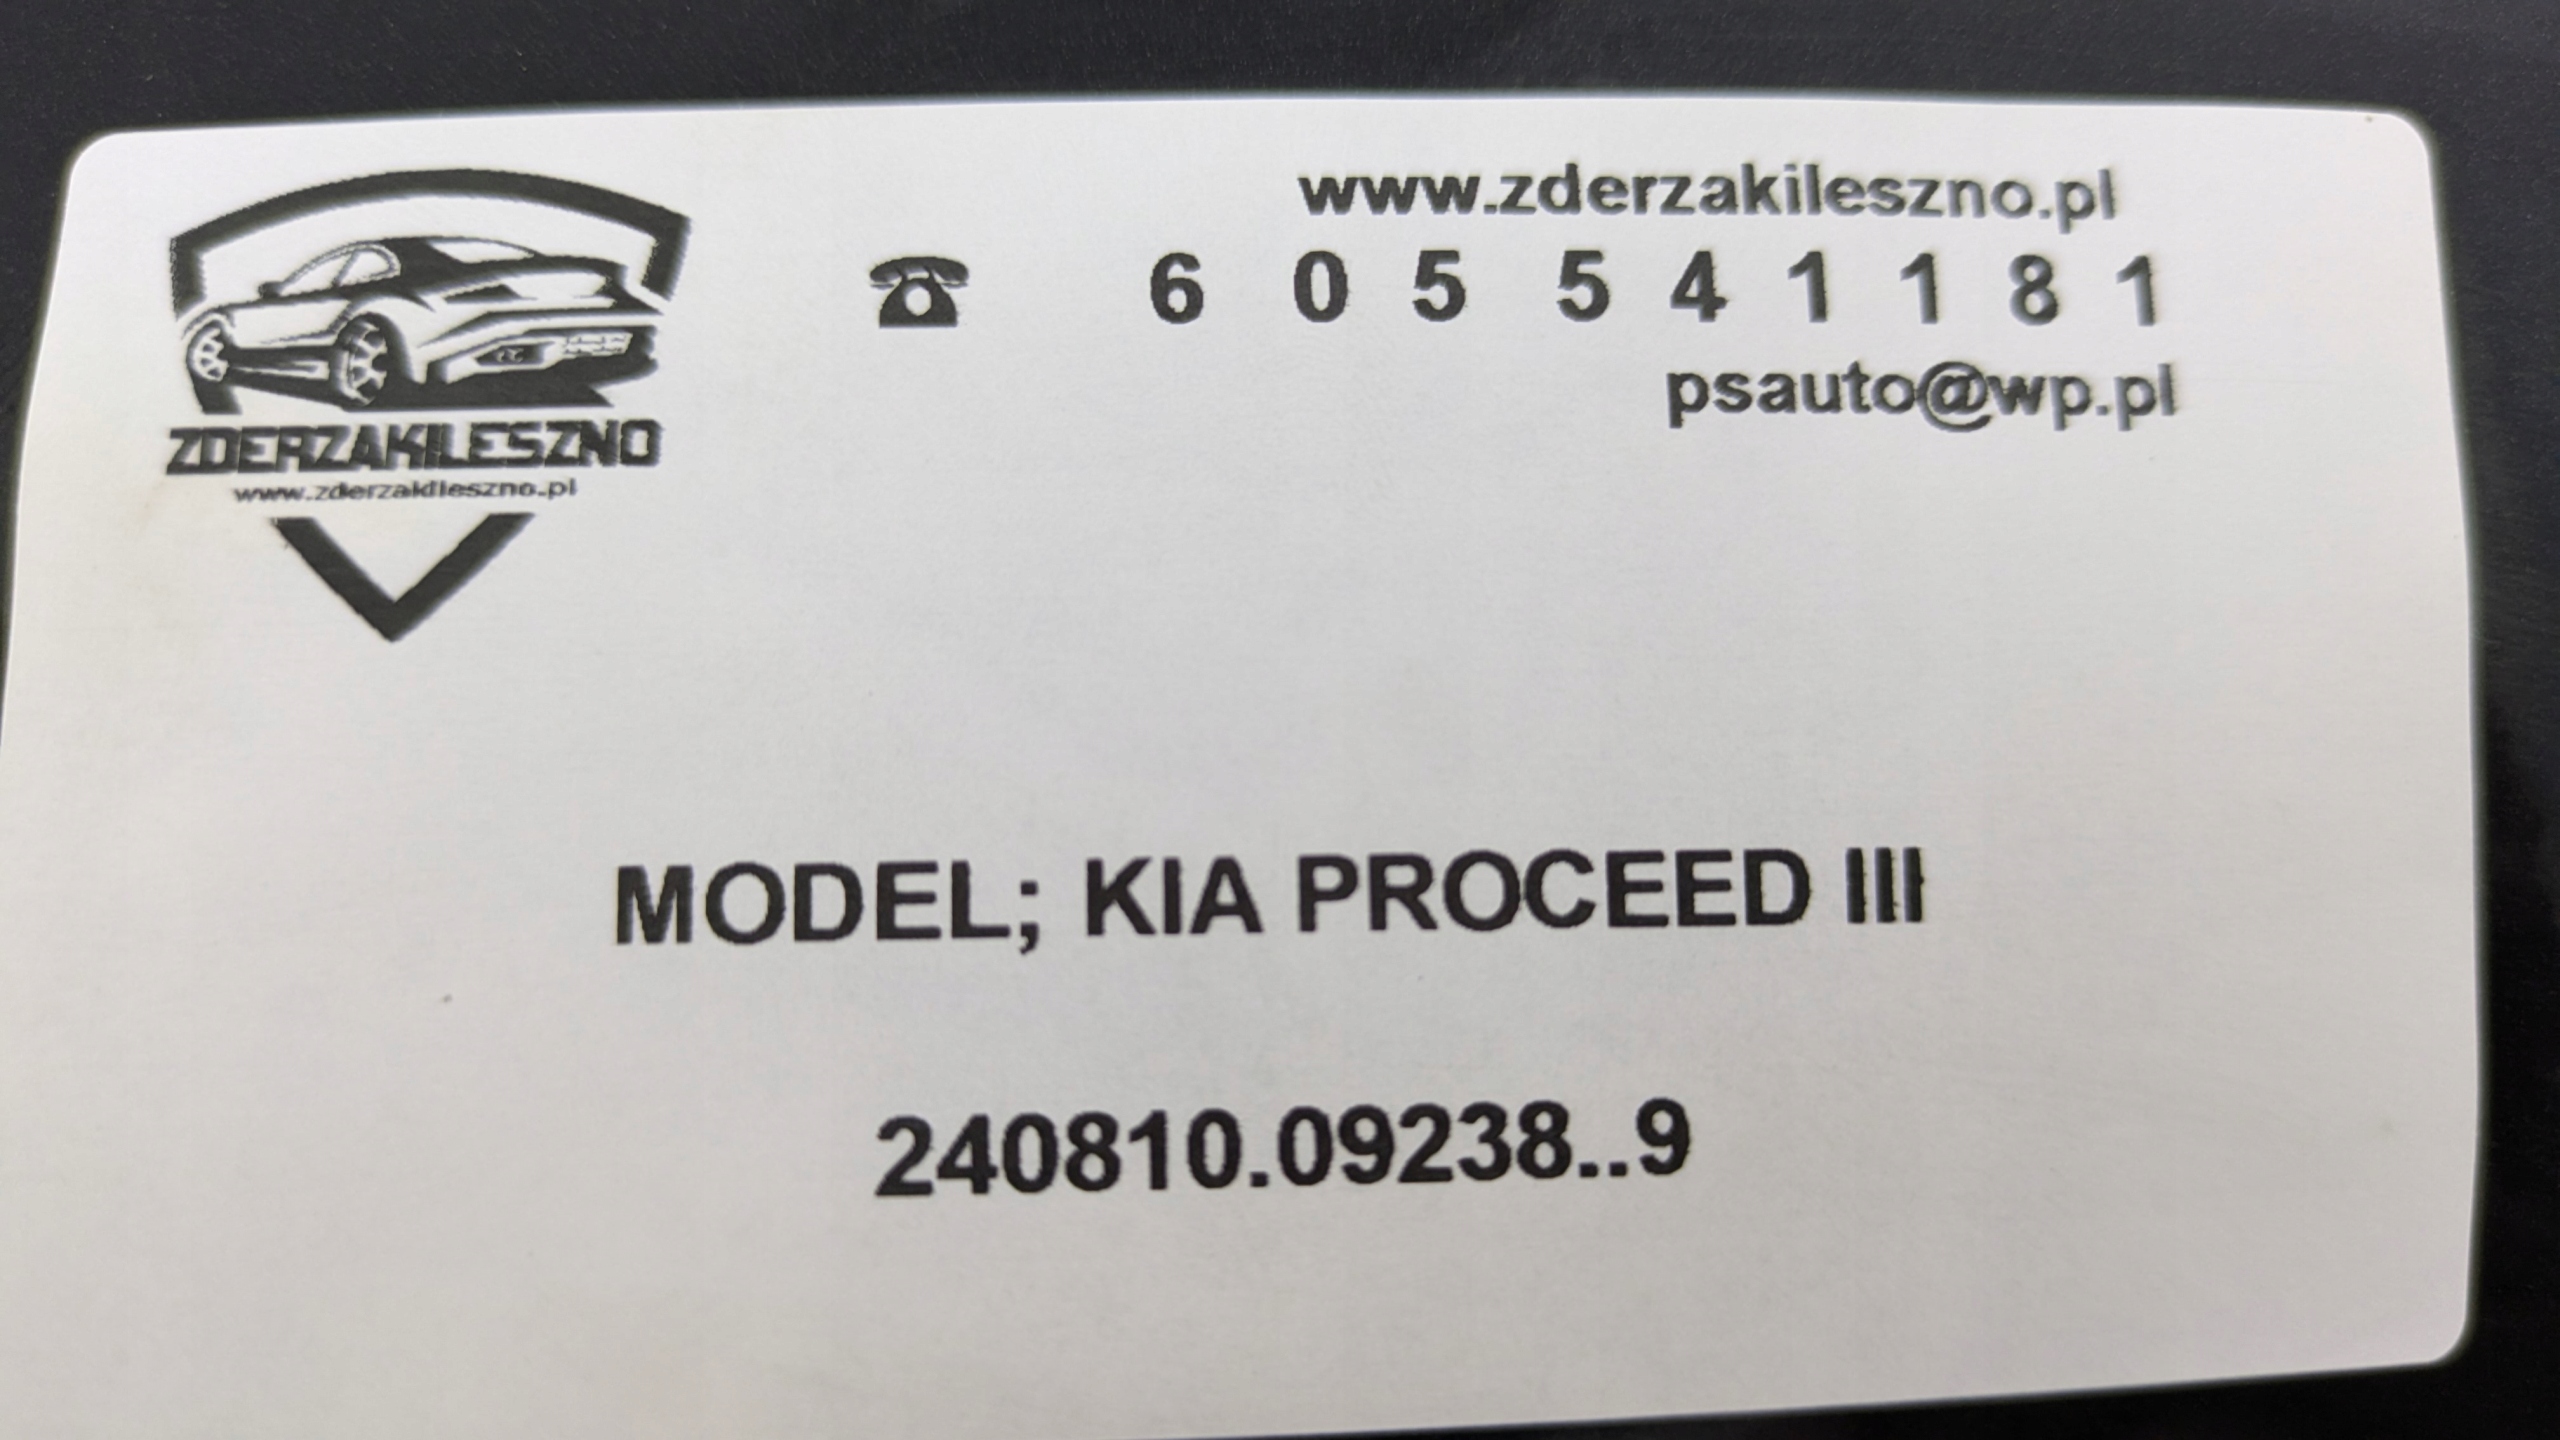 www.zderzakileszno.pl
☎ 6 0 5 5 4 1 1 8 1
psauto@wp.pl
ZDERZAKILESZNO
www.zderzakileszno.pl
MODEL; KIA PROCEED III
240810.09238..9